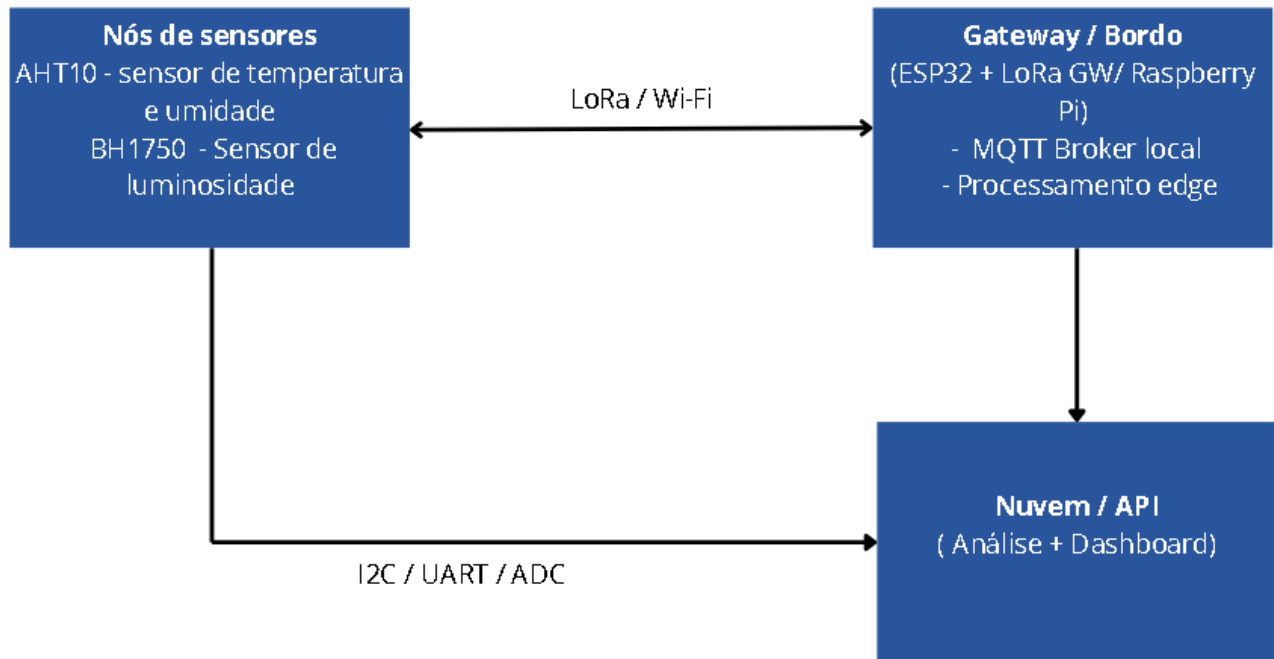 Nós de sensores
AHT10 - sensor de temperatura
e umidade
BH1750 - Sensor de
luminosidade
LoRa / Wi-Fi
Gateway / Bordo
(ESP32 + LoRa GW/ Raspberry
Pi)
- MQTT Broker local
- Processamento edge
Nuvem / API
( Análise + Dashboard)
I2C / UART / ADC